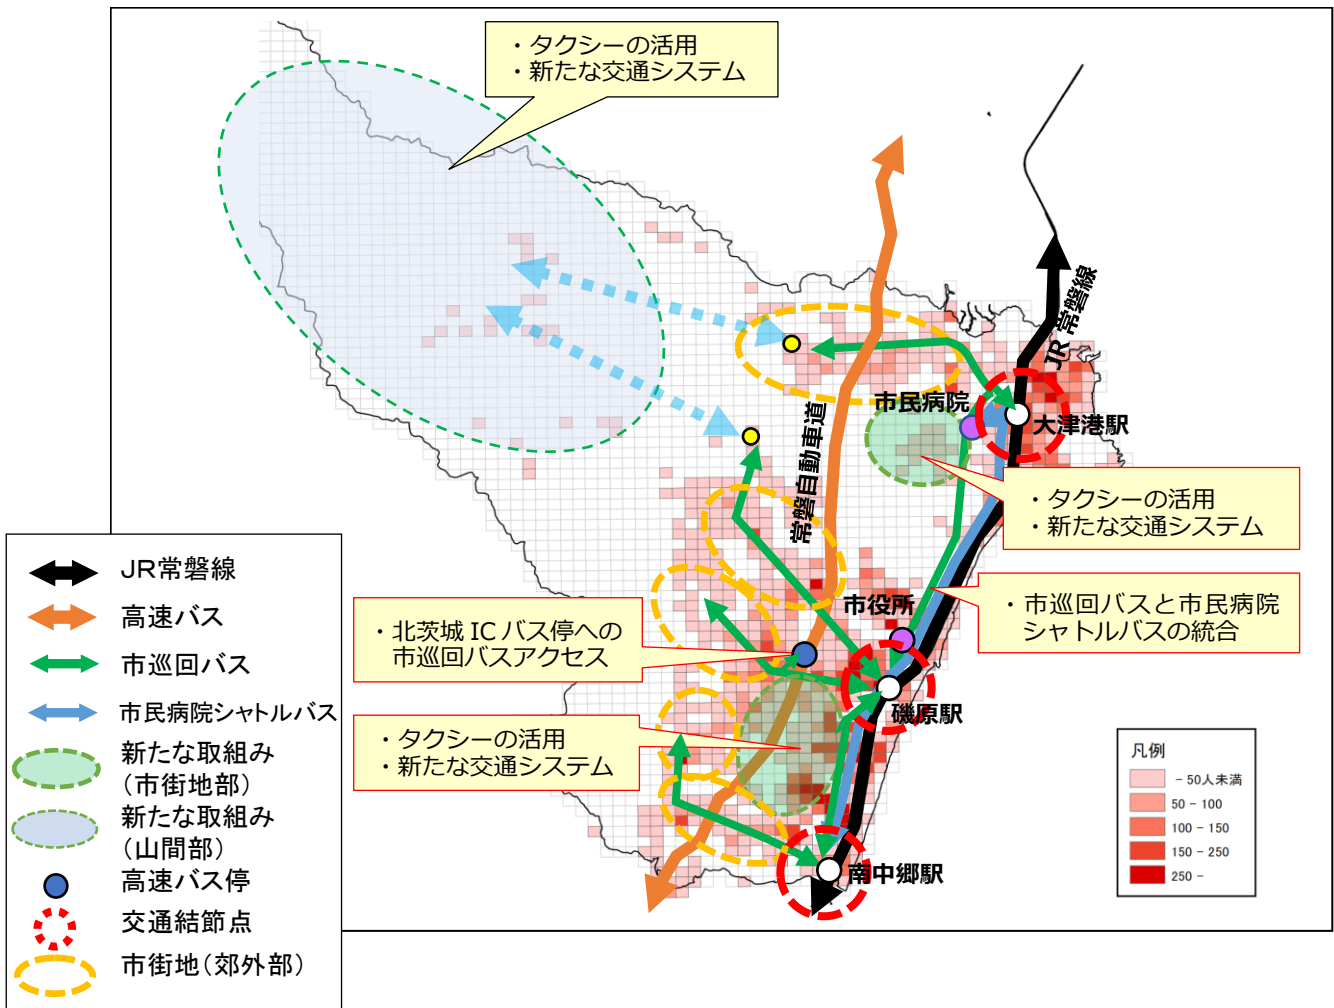 ・タクシーの活用
・新たな交通システム
JR 常磐線
市民病院
大津港駅
常磐自動車道
・タクシーの活用
・新たな交通システム
・市巡回バスと市民病院
シャトルバスの統合
市役所
・北茨城 IC バス停への
市巡回バスアクセス
磯原駅
・タクシーの活用
・新たな交通システム
南中郷駅
JR常磐線
高速バス
市巡回バス
市民病院シャトルバス
新たな取組み
(市街地部)
新たな取組み
(山間部)
高速バス停
交通結節点
市街地(郊外部)
凡例
- 50人未満
50 - 100
100 - 150
150 - 250
250 -